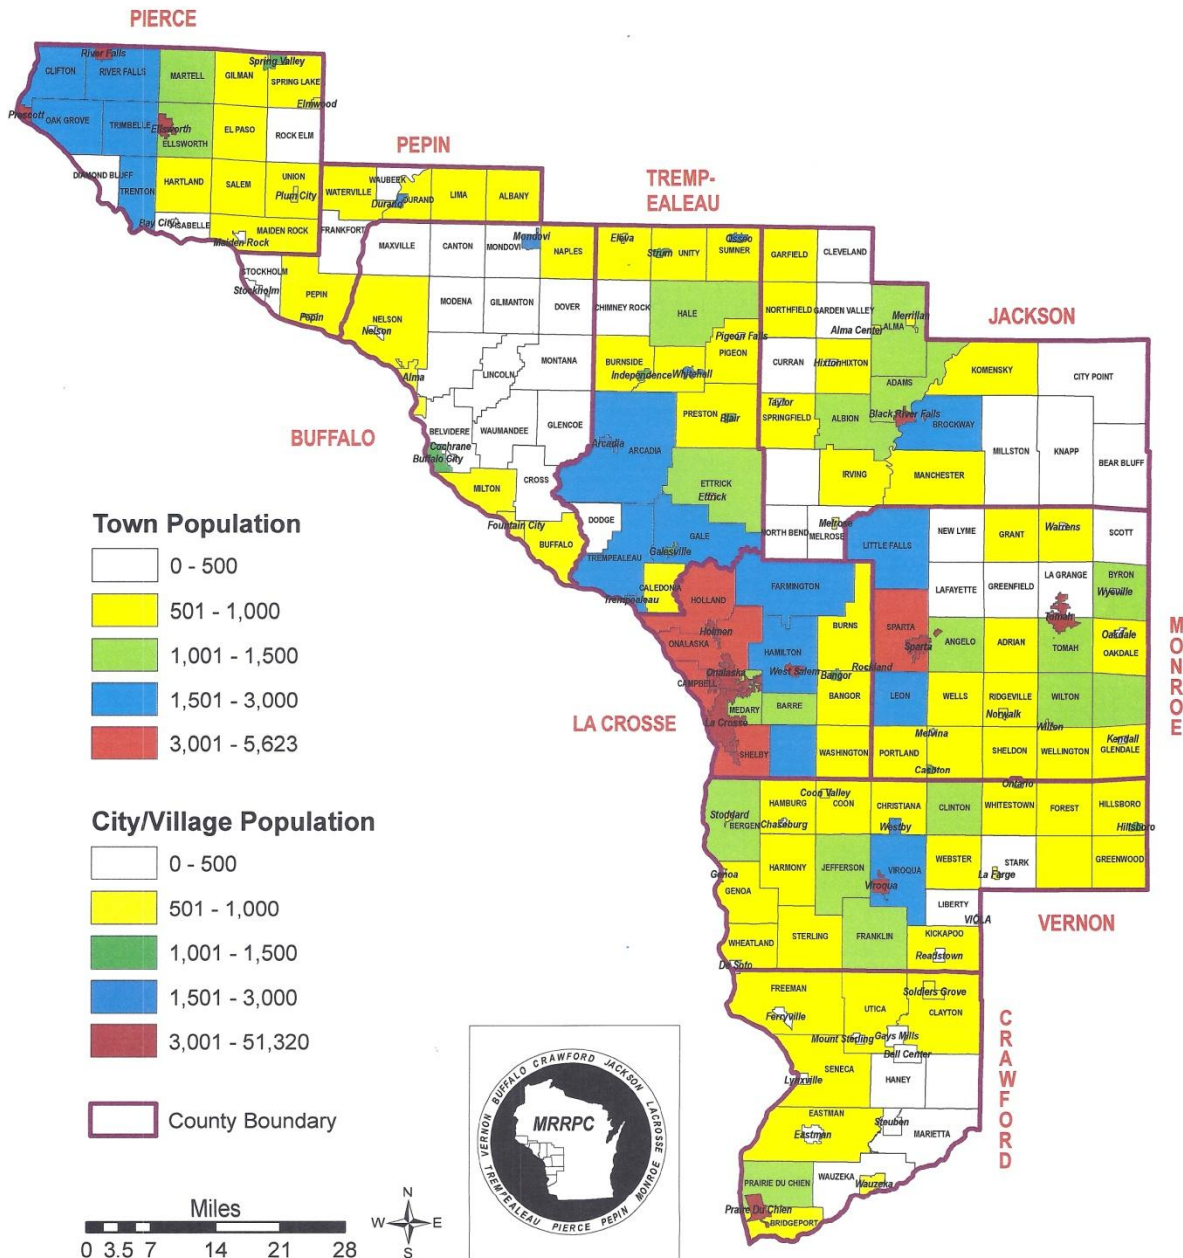 PIERCE
River Falls
CLIFTON
RIVER FALLS
MARTELL
GILMAN
Spring Valley
SPRING LAKE
Elmwood
Prescott
OAK GROVE
TRIMBELLE
Ellsworth
ELLSWORTH
EL PASO
ROCK ELM
DIAMOND BLUFF
TRENTON
HARTLAND
SALEM
UNION
Plum City
Bay City
ISABELLE
Maiden Rock
MAIDEN ROCK
PEPIN
WATERVILLE
WAUBEEK
Durand
DURAND
LIMA
ALBANY
FRANKFORT
STOCKHOLM
Stockholm
PEPIN
Pepin
BUFFALO
MAXVILLE
CANTON
MONDOVI
Mondovi
NAPLES
NELSON
Nelson
MODENA
GILMANTON
DOVER
Alma
LINCOLN
MONTANA
BELVIDERE
WAUMANDEE
GLENCOE
Cochrane
Buffalo City
MILTON
CROSS
Fountain City
BUFFALO
TREMP-
EALEAU
Eleva
Strum
UNITY
Osseo
SUMNER
CHIMNEY ROCK
HALE
Pigeon Falls
PIGEON
BURNSIDE
Independence
Whitehall
PRESTON
Blair
Arcadia
ARCADIA
ETTRICK
Ettrick
DODGE
TREMPEALEAU
GALE
Galesville
Trempealeau
CALEDONIA
JACKSON
GARFIELD
CLEVELAND
NORTHFIELD
GARDEN VALLEY
Alma Center
Merrillan
ALMA
CURRAN
Hixton
HIXTON
ADAMS
KOMENSKY
CITY POINT
Taylor
SPRINGFIELD
ALBION
Black River Falls
BROCKWAY
MILLSTON
KNAPP
BEAR BLUFF
IRVING
MANCHESTER
NORTH BEND
Melrose
MELROSE
LA CROSSE
HOLLAND
FARMINGTON
Holmen
ONALASKA
HAMILTON
BURNS
Onalaska
West Salem
Rockland
CAMPBELL
Bangor
BANGOR
MEDARY
BARRE
La Crosse
SHELBY
WASHINGTON
MONROE
LITTLE FALLS
NEW LYME
GRANT
Warrens
SCOTT
LAFAYETTE
GREENFIELD
LA GRANGE
BYRON
Wyeville
SPARTA
Sparta
ANGELO
ADRIAN
Tomah
TOMAH
Oakdale
OAKDALE
LEON
WELLS
RIDGEVILLE
Norwalk
WILTON
Wilton
Melvina
PORTLAND
Cashton
SHELDON
WELLINGTON
Kendall
GLENDALE
Ontario
VERNON
Stoddard
BERGEN
HAMBURG
Chaseburg
Coon Valley
COON
CHRISTIANA
Westby
CLINTON
WHITESTOWN
FOREST
HILLSBORO
Hillsboro
Genoa
GENOA
HARMONY
JEFFERSON
VIROQUA
Viroqua
WEBSTER
STARK
La Farge
GREENWOOD
LIBERTY
VIOLA
WHEATLAND
STERLING
FRANKLIN
KICKAPOO
Readstown
De Soto
CRAWFORD
FREEMAN
Ferryville
UTICA
Soldiers Grove
CLAYTON
Mount Sterling
Gays Mills
Bell Center
SENECA
Lynxville
HANEY
EASTMAN
Eastman
Steuben
MARIETTA
PRAIRIE DU CHIEN
WAUZEKA
Wauzeka
Praire Du Chien
BRIDGEPORT
Town Population
0 - 500
501 - 1,000
1,001 - 1,500
1,501 - 3,000
3,001 - 5,623
City/Village Population
0 - 500
501 - 1,000
1,001 - 1,500
1,501 - 3,000
3,001 - 51,320
County Boundary
Miles
0 3.5 7 14 21 28
N
W E
S
VERNON BUFFALO CRAWFORD JACKSON LACROSSE
MRRPC
TREMPEALEAU PIERCE PEPIN MONROE